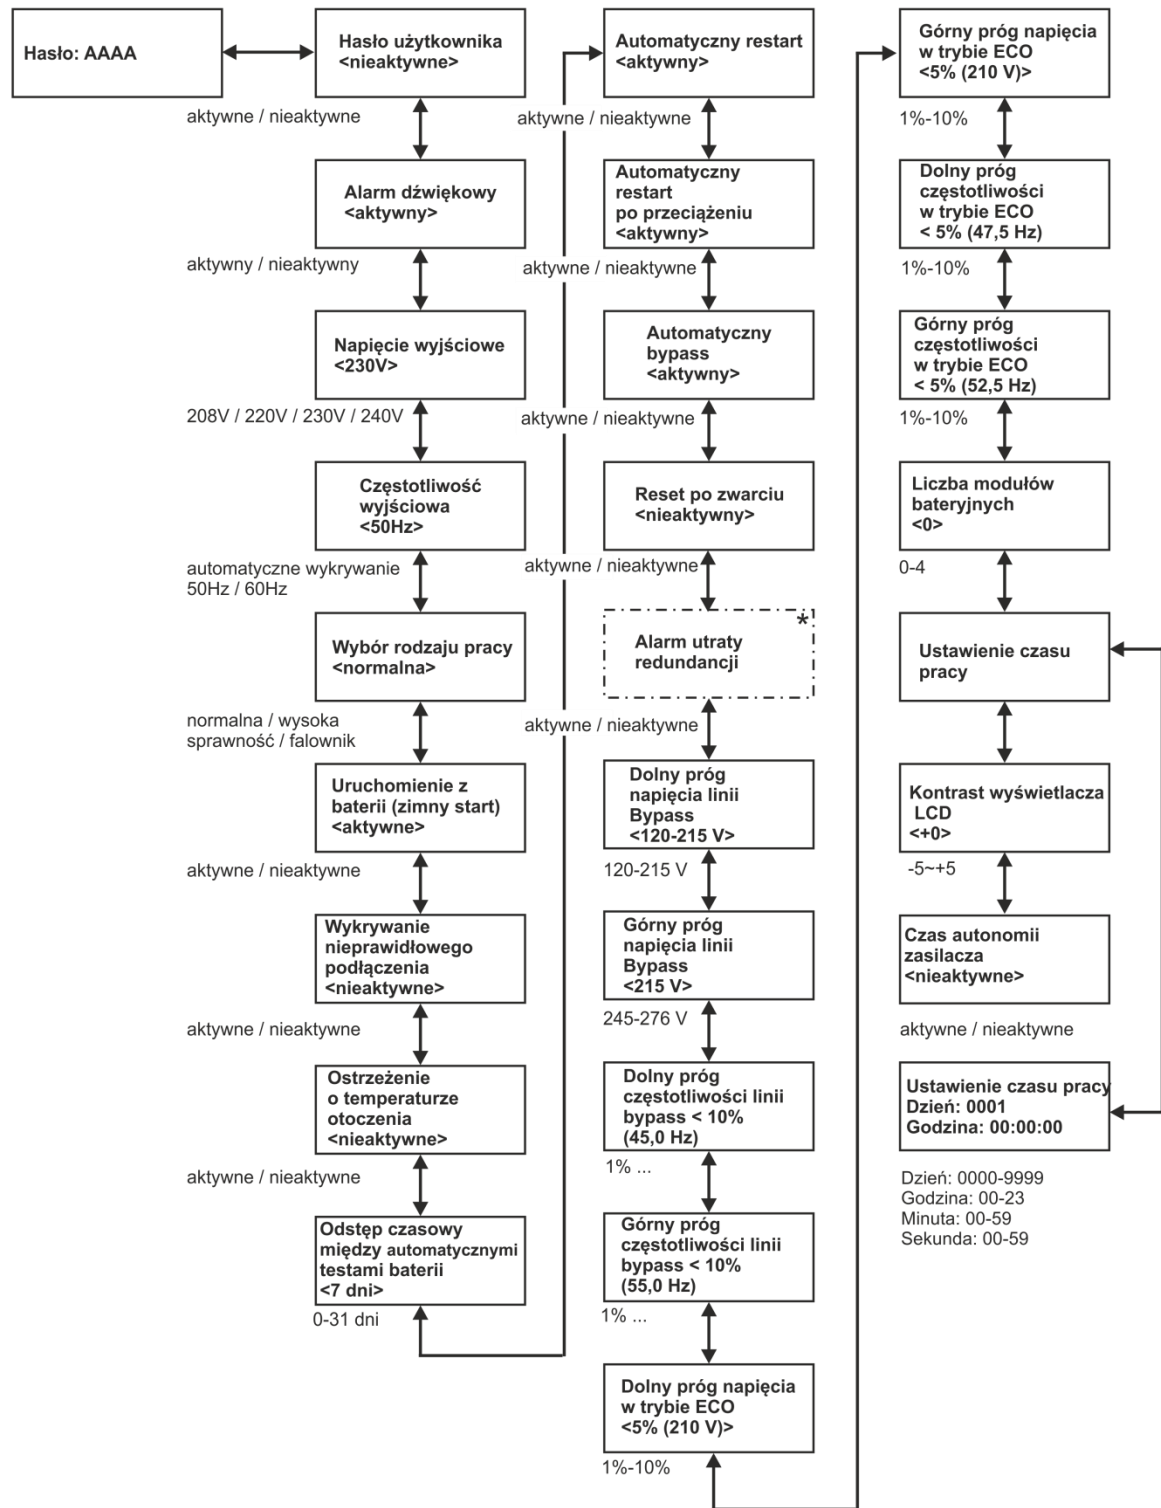 Hasło: AAAA
Hasło użytkownika
<nieaktywne>
aktywne / nieaktywne
Alarm dźwiękowy
<aktywny>
aktywny / nieaktywny
Napięcie wyjściowe
<230V>
208V / 220V / 230V / 240V
Częstotliwość
wyjściowa
<50Hz>
automatyczne wykrywanie
50Hz / 60Hz
Wybór rodzaju pracy
<normalna>
normalna / wysoka
sprawność / falownik
Uruchomienie z
baterii (zimny start)
<aktywne>
aktywne / nieaktywne
Wykrywanie
nieprawidłowego
podłączenia
<nieaktywne>
aktywne / nieaktywne
Ostrzeżenie
o temperaturze
otoczenia
<nieaktywne>
aktywne / nieaktywne
Odstęp czasowy
między automatycznymi
testami baterii
<7 dni>
0-31 dni
Automatyczny restart
<aktywny>
aktywne / nieaktywne
Automatyczny
restart
po przeciążeniu
<aktywny>
aktywne / nieaktywne
Automatyczny
bypass
<aktywny>
aktywne / nieaktywne
Reset po zwarciu
<nieaktywny>
aktywne / nieaktywne
*
Alarm utraty
redundancji
aktywne / nieaktywne
Dolny próg
napięcia linii
Bypass
<120-215 V>
120-215 V
Górny próg
napięcia linii
Bypass
<215 V>
245-276 V
Dolny próg
częstotliwości linii
bypass < 10%
(45,0 Hz)
1% ...
Górny próg
częstotliwości linii
bypass < 10%
(55,0 Hz)
1% ...
Dolny próg napięcia
w trybie ECO
<5% (210 V)>
1%-10%
Górny próg napięcia
w trybie ECO
<5% (210 V)>
1%-10%
Dolny próg
częstotliwości
w trybie ECO
< 5% (47,5 Hz)
1%-10%
Górny próg
częstotliwości
w trybie ECO
< 5% (52,5 Hz)
1%-10%
Liczba modułów
bateryjnych
<0>
0-4
Ustawienie czasu
pracy
Kontrast wyświetlacza
LCD
<+0>
-5~+5
Czas autonomii
zasilacza
<nieaktywne>
aktywne / nieaktywne
Ustawienie czasu pracy
Dzień: 0001
Godzina: 00:00:00
Dzień: 0000-9999
Godzina: 00-23
Minuta: 00-59
Sekunda: 00-59